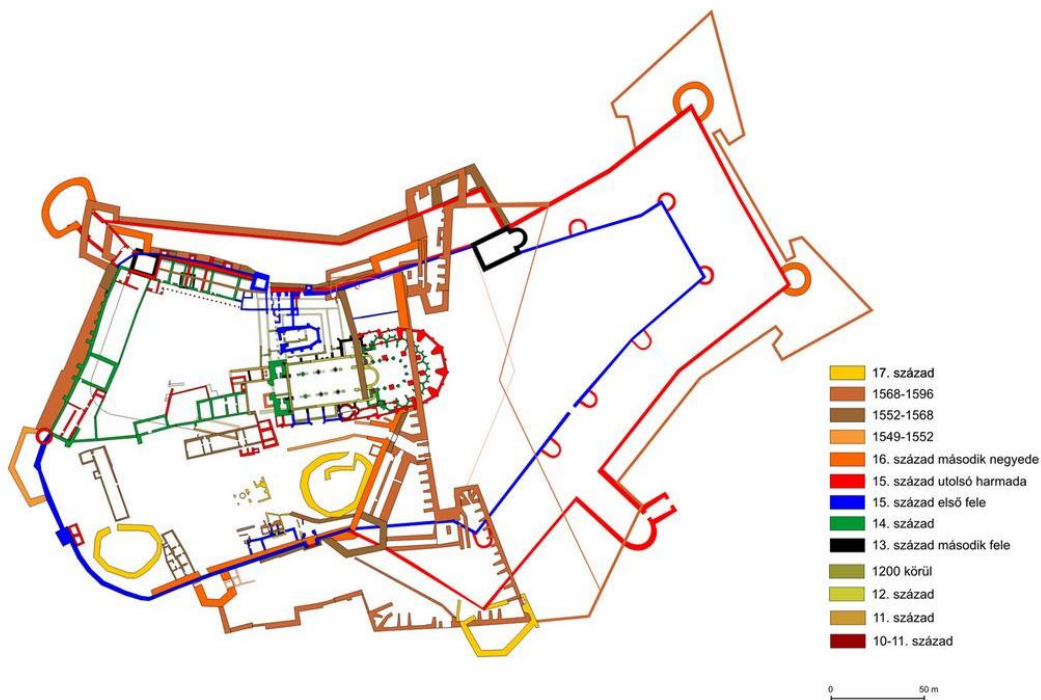 17. század
1568-1596
1552-1568
1549-1552
16. század második negyede
15. század utolsó harmada
15. század első fele
14. század
13. század második fele
1200 körül
12. század
11. század
10-11. század
0 50 m